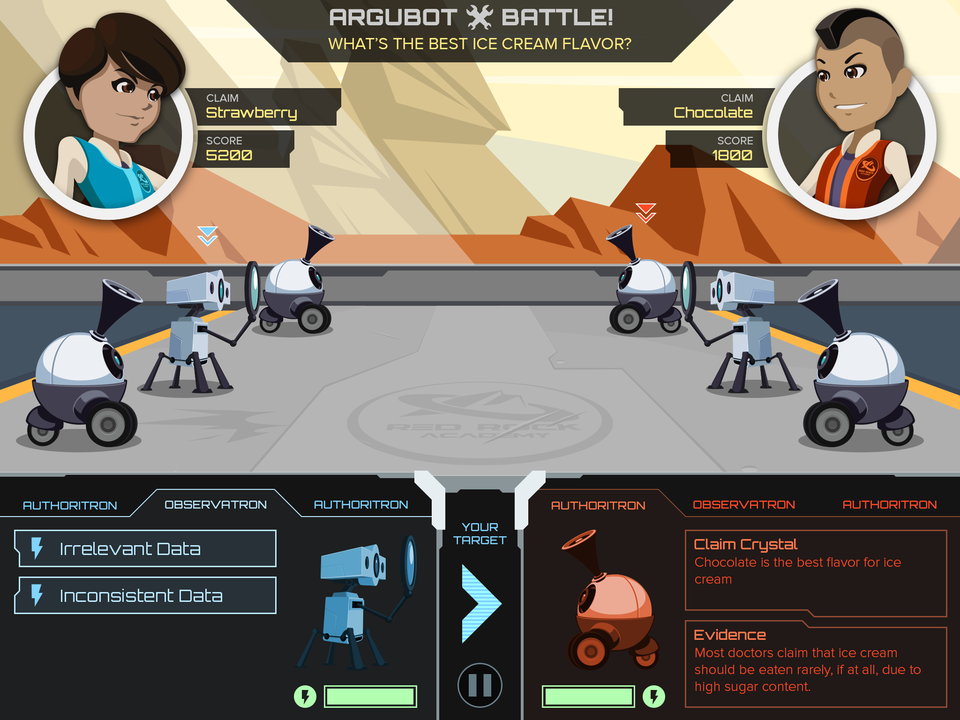 ARGUBOT BATTLE!
WHAT'S THE BEST ICE CREAM FLAVOR?
CLAIM
Strawberry
SCORE
5200
CLAIM
Chocolate
SCORE
1800
RED ROCK
ACADEMY
AUTHORITRON
OBSERVATRON
AUTHORITRON
Irrelevant Data
Inconsistent Data
YOUR
TARGET
AUTHORITRON
OBSERVATRON
AUTHORITRON
Claim Crystal
Chocolate is the best flavor for ice
cream
Evidence
Most doctors claim that ice cream
should be eaten rarely, if at all, due to
high sugar content.